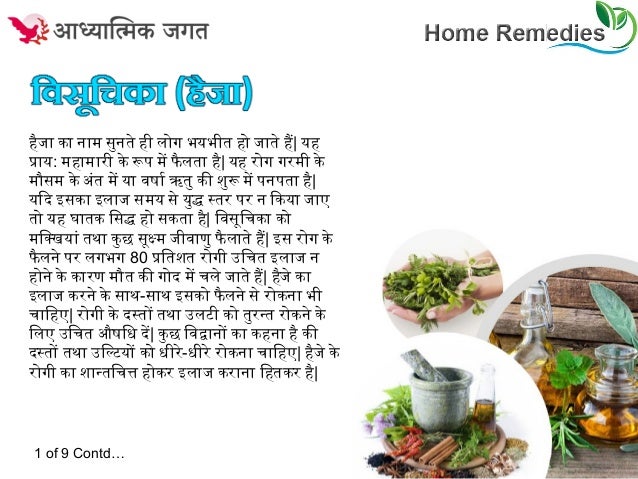 आध्यात्मिक जगत
Home Remedies
विसूचिका (हैजा)
हैजा का नाम सुनते ही लोग भयभीत हो जाते हैं| यह
प्राय: महामारी के रूप में फैलता है| यह रोग गरमी के
मौसम के अंत में या वर्षा ऋतु की शुरू में पनपता है|
यदि इसका इलाज समय से युद्ध स्तर पर न किया जाए
तो यह घातक सिद्ध हो सकता है| विसूचिका को
मक्खियां तथा कुछ सूक्ष्म जीवाणु फैलाते हैं| इस रोग के
फैलने पर लगभग 80 प्रतिशत रोगी उचित इलाज न
होने के कारण मौत की गोद में चले जाते हैं| हैजे का
इलाज करने के साथ-साथ इसको फैलने से रोकना भी
चाहिए| रोगी के दस्तों तथा उलटी को तुरन्त रोकने के
लिए उचित औषधि दें| कुछ विद्वानों का कहना है की
दस्तों तथा उल्टियों को धीरे-धीरे रोकना चाहिए| हैजे के
रोगी का शान्तचित्त होकर इलाज कराना हितकर है|
1 of 9 Contd…